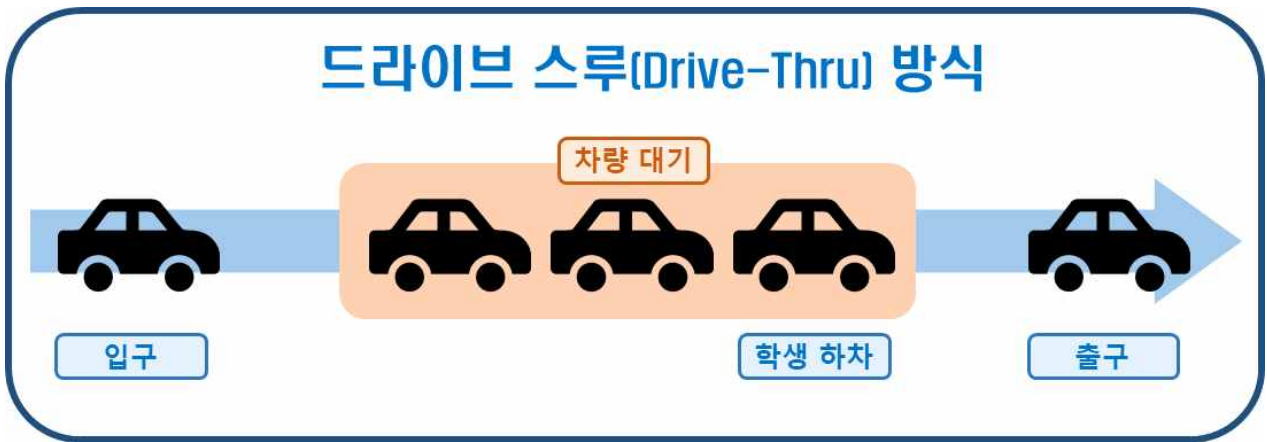 드라이브 스루(Drive-Thru) 방식
차량 대기
입구
학생 하차
출구